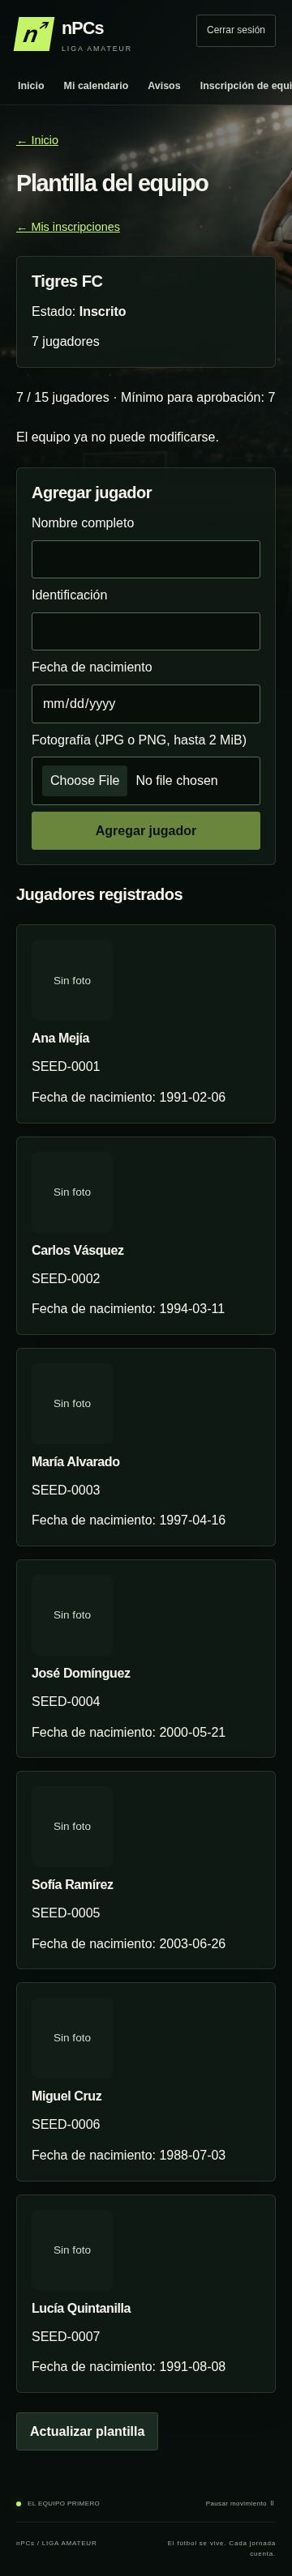 n
nPCs
LIGA AMATEUR
Cerrar sesión
Inicio
Mi calendario
Avisos
Inscripción de equi
← Inicio
Plantilla del equipo
← Mis inscripciones
Tigres FC
Estado: Inscrito
7 jugadores
7 / 15 jugadores · Mínimo para aprobación: 7
El equipo ya no puede modificarse.
Agregar jugador
Nombre completo
Identificación
Fecha de nacimiento
mm/dd/yyyy
Fotografía (JPG o PNG, hasta 2 MiB)
Choose File No file chosen
Agregar jugador
Jugadores registrados
Sin foto
Ana Mejía
SEED-0001
Fecha de nacimiento: 1991-02-06
Sin foto
Carlos Vásquez
SEED-0002
Fecha de nacimiento: 1994-03-11
Sin foto
María Alvarado
SEED-0003
Fecha de nacimiento: 1997-04-16
Sin foto
José Domínguez
SEED-0004
Fecha de nacimiento: 2000-05-21
Sin foto
Sofía Ramírez
SEED-0005
Fecha de nacimiento: 2003-06-26
Sin foto
Miguel Cruz
SEED-0006
Fecha de nacimiento: 1988-07-03
Sin foto
Lucía Quintanilla
SEED-0007
Fecha de nacimiento: 1991-08-08
Actualizar plantilla
EL EQUIPO PRIMERO
Pausar movimiento
nPCs / LIGA AMATEUR
El fútbol se vive. Cada jornada
cuenta.